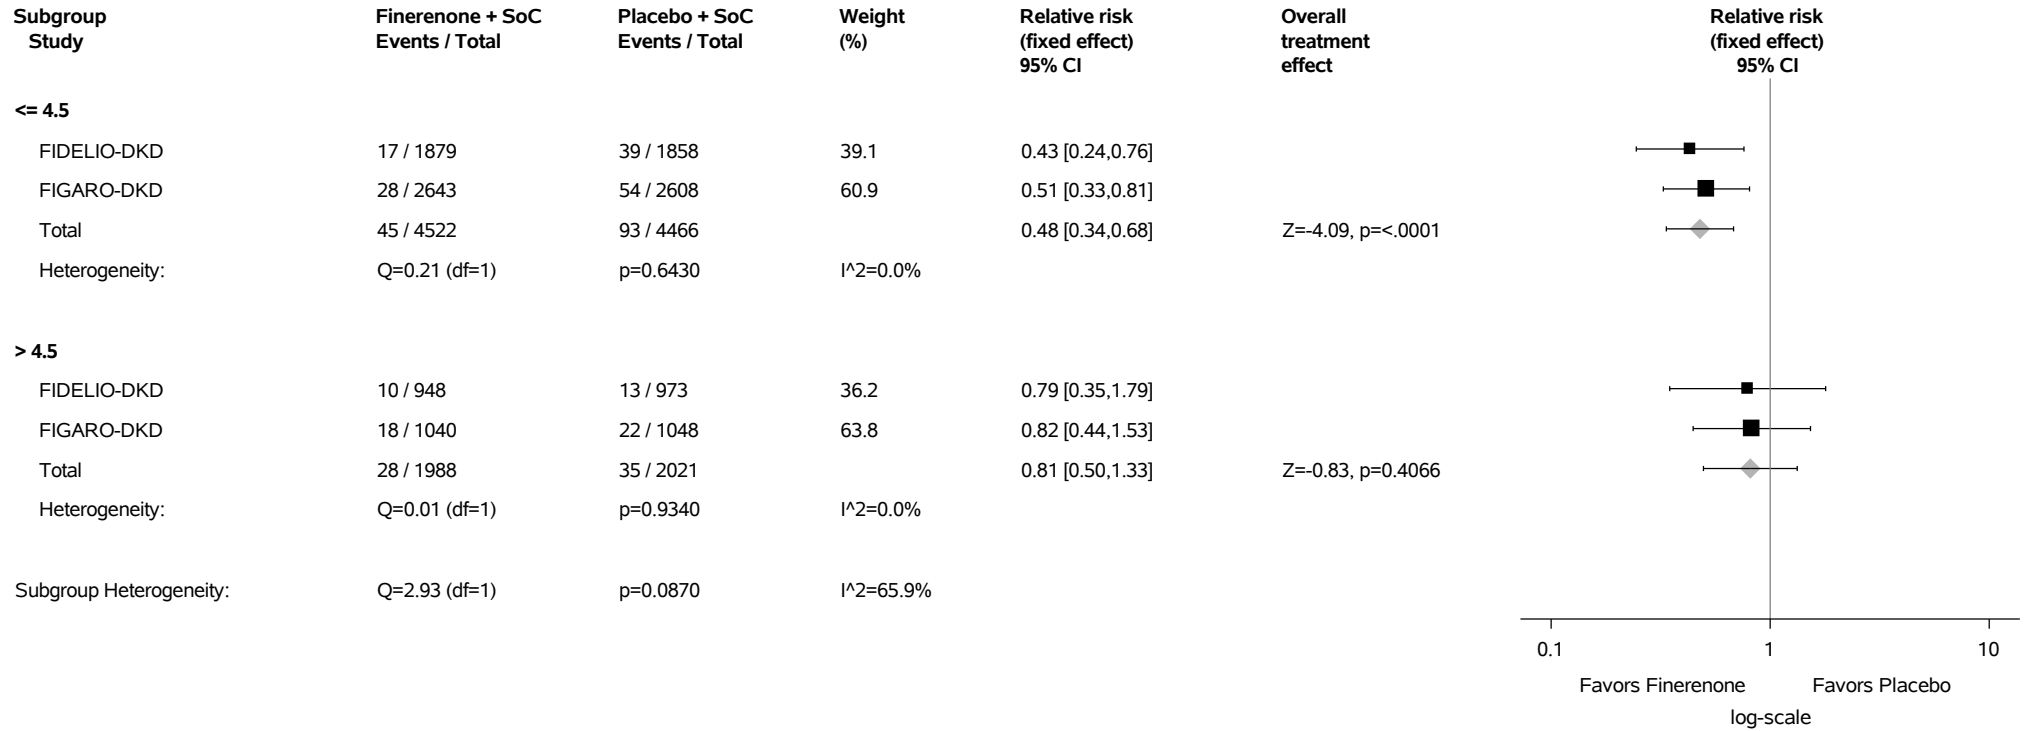 Subgroup Finerenone + SoC Placebo + SoC Weight Relative risk Overall Relative risk
Study Events / Total Events / Total (%) (fixed effect) treatment (fixed effect)
95% CI effect 95% CI
<= 4.5
FIDELIO-DKD 17 / 1879 39 / 1858 39.1 0.43 [0.24,0.76]
FIGARO-DKD 28 / 2643 54 / 2608 60.9 0.51 [0.33,0.81]
Total 45 / 4522 93 / 4466 0.48 [0.34,0.68] Z=-4.09, p=<.0001
Heterogeneity: Q=0.21 (df=1) p=0.6430 I^2=0.0%
> 4.5
FIDELIO-DKD 10 / 948 13 / 973 36.2 0.79 [0.35,1.79]
FIGARO-DKD 18 / 1040 22 / 1048 63.8 0.82 [0.44,1.53]
Total 28 / 1988 35 / 2021 0.81 [0.50,1.33] Z=-0.83, p=0.4066
Heterogeneity: Q=0.01 (df=1) p=0.9340 I^2=0.0%
Subgroup Heterogeneity: Q=2.93 (df=1) p=0.0870 I^2=65.9%
0.1 1 10
Favors Finerenone Favors Placebo
log-scale